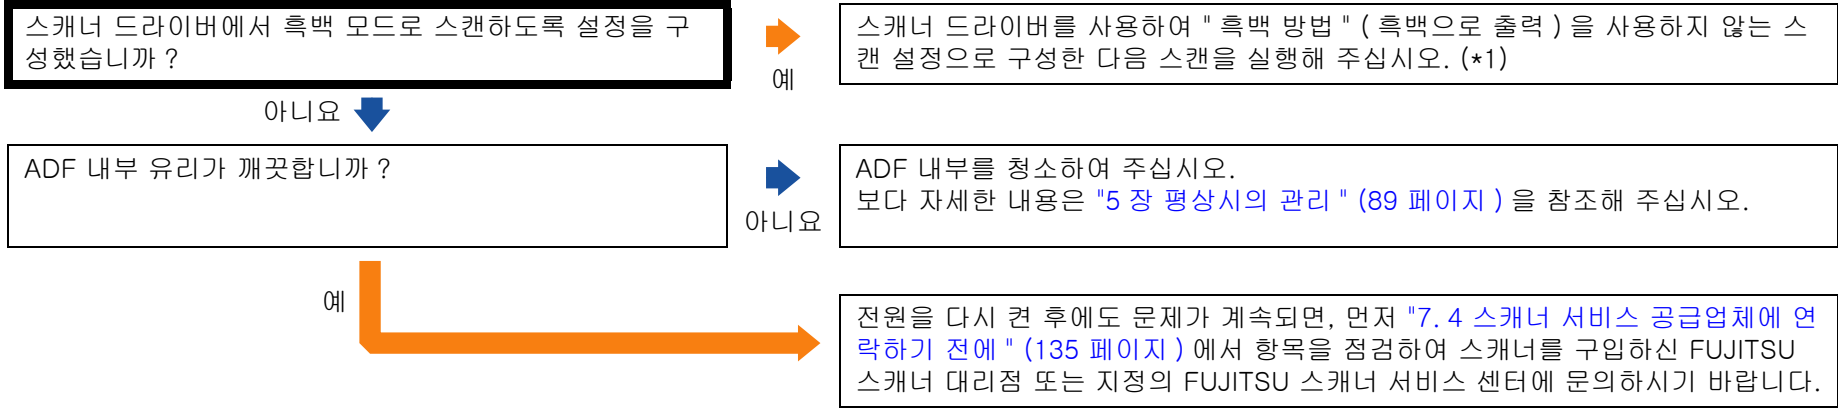 스캐너 드라이버에서 흑백 모드로 스캔하도록 설정을 구
성했습니까 ?
예
스캐너 드라이버를 사용하여 " 흑백 방법 " ( 흑백으로 출력 ) 을 사용하지 않는 스
캔 설정으로 구성한 다음 스캔을 실행해 주십시오. (*1)
아니요
ADF 내부 유리가 깨끗합니까 ?
아니요
ADF 내부를 청소하여 주십시오.
보다 자세한 내용은 "5 장 평상시의 관리 " (89 페이지 ) 을 참조해 주십시오.
예
전원을 다시 켠 후에도 문제가 계속되면, 먼저 "7. 4 스캐너 서비스 공급업체에 연
락하기 전에 " (135 페이지 ) 에서 항목을 점검하여 스캐너를 구입하신 FUJITSU
스캐너 대리점 또는 지정의 FUJITSU 스캐너 서비스 센터에 문의하시기 바랍니다.